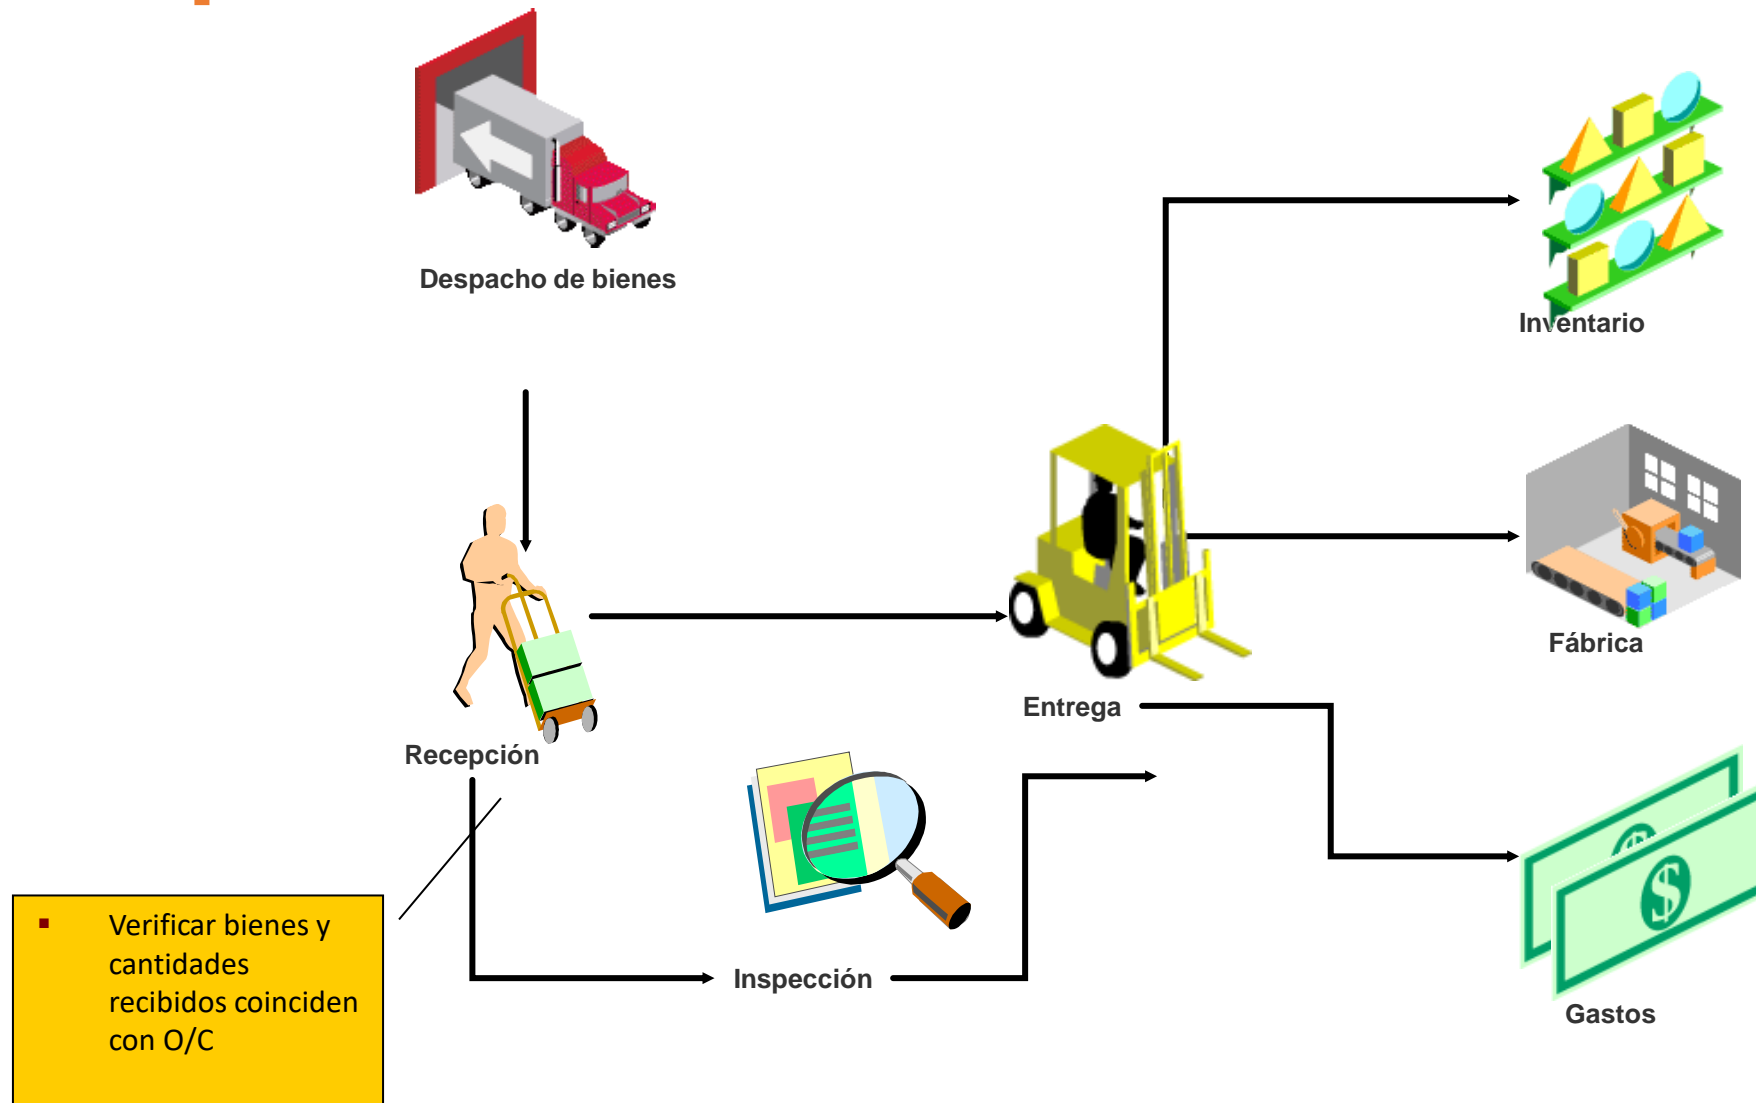 Despacho de bienes
Inventario
Fábrica
Entrega
Recepción
Inspección
Gastos
▪ Verificar bienes y
cantidades
recibidos coinciden
con O/C